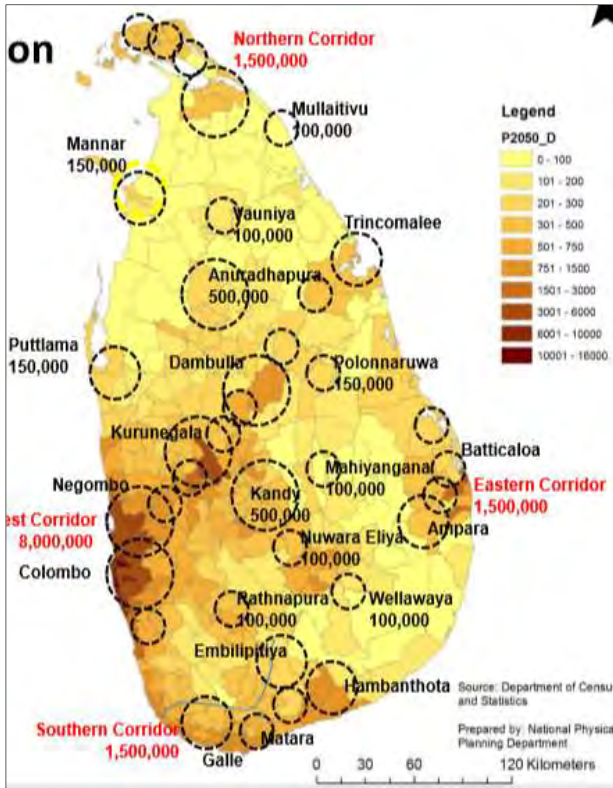 on
Northern Corridor
1,500,000
Mullaitivu
100,000
Mannar
150,000
Vauniya
100,000
Trincomalee
Anuradhapura
500,000
Puttlama
150,000
Dambulla
Polonnaruwa
150,000
Kurunegala
Batticaloa
Mahiyangana
100,000
Negombo
Kandy
500,000
Eastern Corridor
1,500,000
est Corridor
8,000,000
Ampara
Nuwara Eliya
100,000
Colombo
Rathnapura
100,000
Wellawaya
100,000
Embilipitiya
Hambanthota
Southern Corridor
1,500,000
Matara
Galle
Legend
P2050_D
0 - 100
101 - 200
201 - 300
301 - 500
501 - 750
751 - 1500
1501 - 3000
3001 - 6000
6001 - 10000
10001 - 16000
Source: Department of Censu
and Statistics
Prepared by: National Physica
Planning Department
0 30 60 120 Kilometers